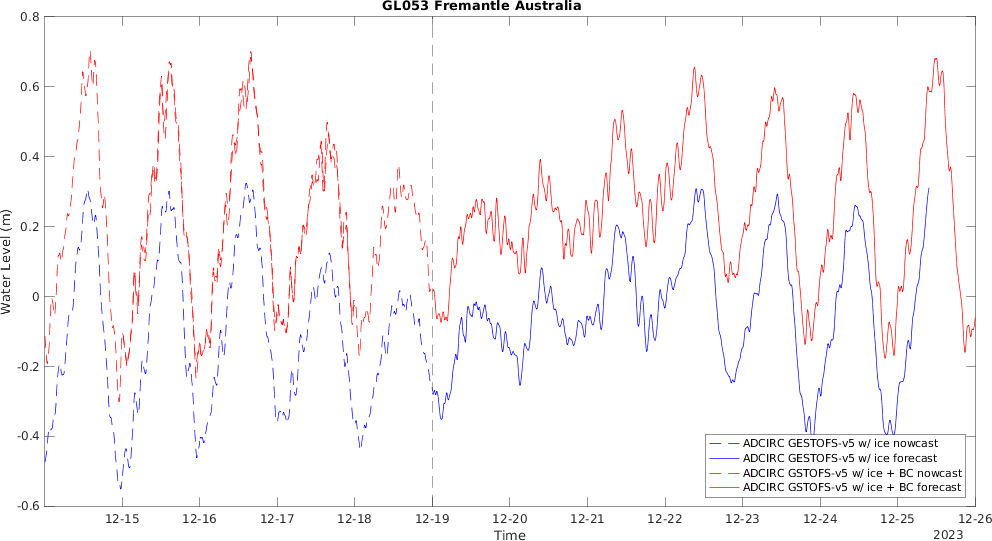 GL053 Fremantle Australia
0.8
0.6
0.4
0.2
0
-0.2
-0.4
-0.6
Water Level (m)
12-15 12-16 12-17 12-18 12-19 12-20 12-21 12-22 12-23 12-24 12-25 12-26
Time
2023
ADCIRC GESTOFS-v5 w/ ice nowcast
ADCIRC GESTOFS-v5 w/ ice forecast
ADCIRC GSTOFS-v5 w/ ice + BC nowcast
ADCIRC GSTOFS-v5 w/ ice + BC forecast